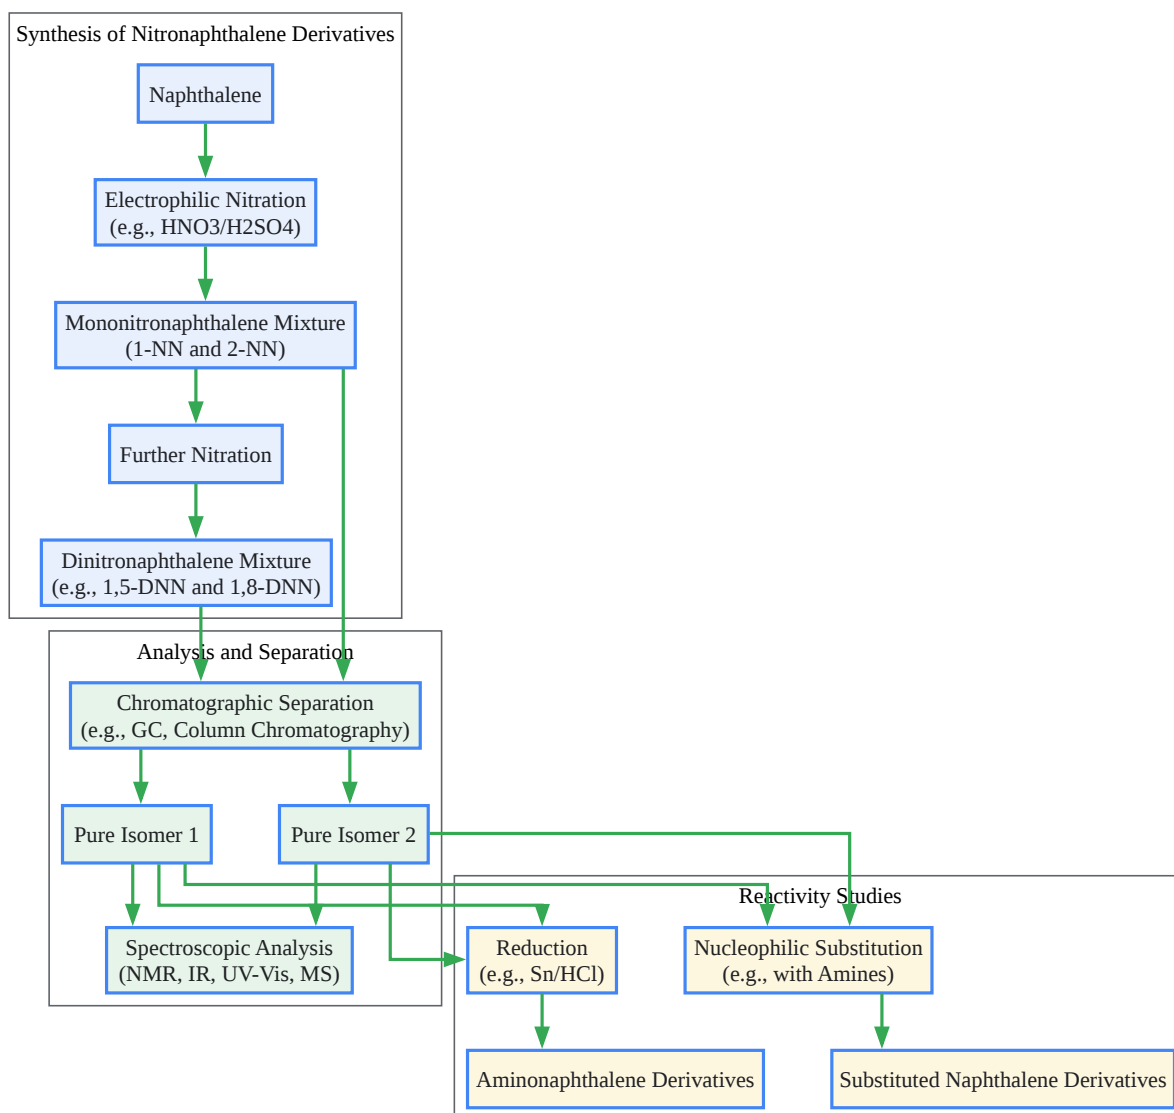 Synthesis of Nitronaphthalene Derivatives
Naphthalene
Electrophilic Nitration
(e.g., HNO3/H2SO4)
Mononitronaphthalene Mixture
(1-NN and 2-NN)
Further Nitration
Dinitronaphthalene Mixture
(e.g., 1,5-DNN and 1,8-DNN)
Analysis and Separation
Chromatographic Separation
(e.g., GC, Column Chromatography)
Pure Isomer 1
Pure Isomer 2
Spectroscopic Analysis
(NMR, IR, UV-Vis, MS)
Reactivity Studies
Reduction
(e.g., Sn/HCl)
Nucleophilic Substitution
(e.g., with Amines)
Aminonaphthalene Derivatives
Substituted Naphthalene Derivatives